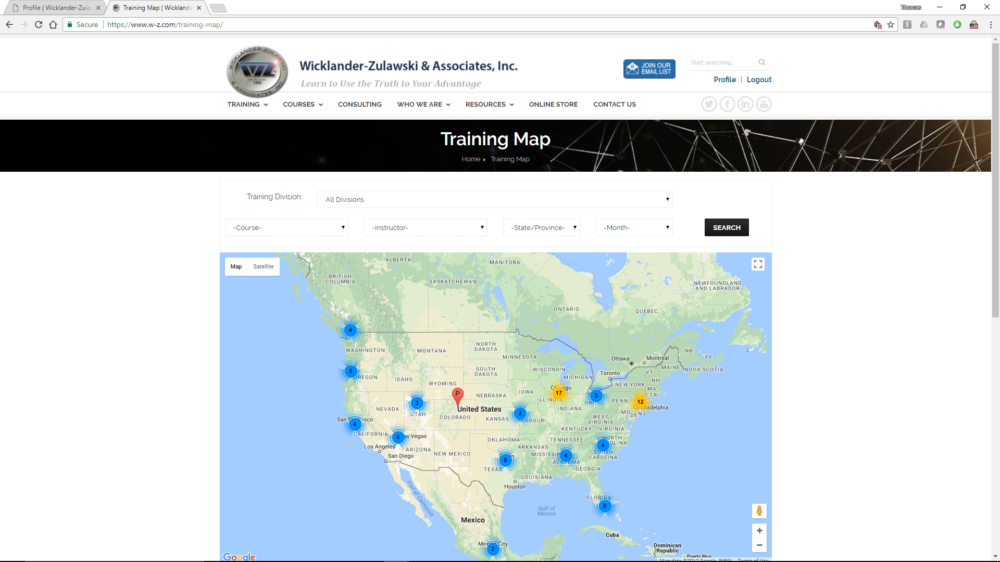 Profile | Wicklander-Zula
Training Map | Wicklande
Thomas
Secure
https://www.w-z.com/training-map/
WICKLANDER-ZULAWSKI
WZ
& ASSOCIATES, INC
Wicklander-Zulawski & Associates, Inc.
Learn to Use the Truth to Your Advantage
JOIN OUR
EMAIL LIST
Start searching...
Profile | Logout
TRAINING
COURSES
CONSULTING
WHO WE ARE
RESOURCES
ONLINE STORE
CONTACT US
Training Map
Home
Training Map
Training Division:
All Divisions
-Course-
-Instructor-
-State/Province-
-Month-
SEARCH
Map
Satellite
ALBERTA
MANITOBA
BRITISH
COLUMBIA
SASKATCHEWAN
NEWFOUNDLAND
AND LABRADOR
ONTARIO
QUEBEC
4
WASHINGTON
MONTANA
NORTH
DAKOTA
MINNESOTA
Ottawa
Montreal
NB
PE
MAINE
NOVA SCOTIA
5
OREGON
IDAHO
SOUTH
DAKOTA
WISCONSIN
MICHIGAN
Toronto
VT
NH
WYOMING
NEW YORK
MA
CT RI
P
NEBRASKA
IOWA
Chicago
17
ILLINOIS
3
OHIO
PENN
12
Philadelphia
3
NEVADA
UTAH
United States
COLORADO
KANSAS
2
MISSOURI
INDIANA
WEST
VIRGINIA
MD
DE
NJ
San Francisco
4
CALIFORNIA
6
Las Vegas
KENTUCKY
VIRGINIA
Los Angeles
ARIZONA
NEW MEXICO
OKLAHOMA
ARKANSAS
TENNESSEE
NORTH
CAROLINA
4
San Diego
Dallas
8
MISSISSIPPI
4
ALABAMA
SOUTH
CAROLINA
TEXAS
LOUISIANA
GEORGIA
Houston
Gulf of California
FLORIDA
8
Gulf of
Mexico
Mexico
Cuba
Mexico City
2
Dominican
Republic
Puerto Rico
Google
Map data ©2017 Google, INEGI
Terms of Use